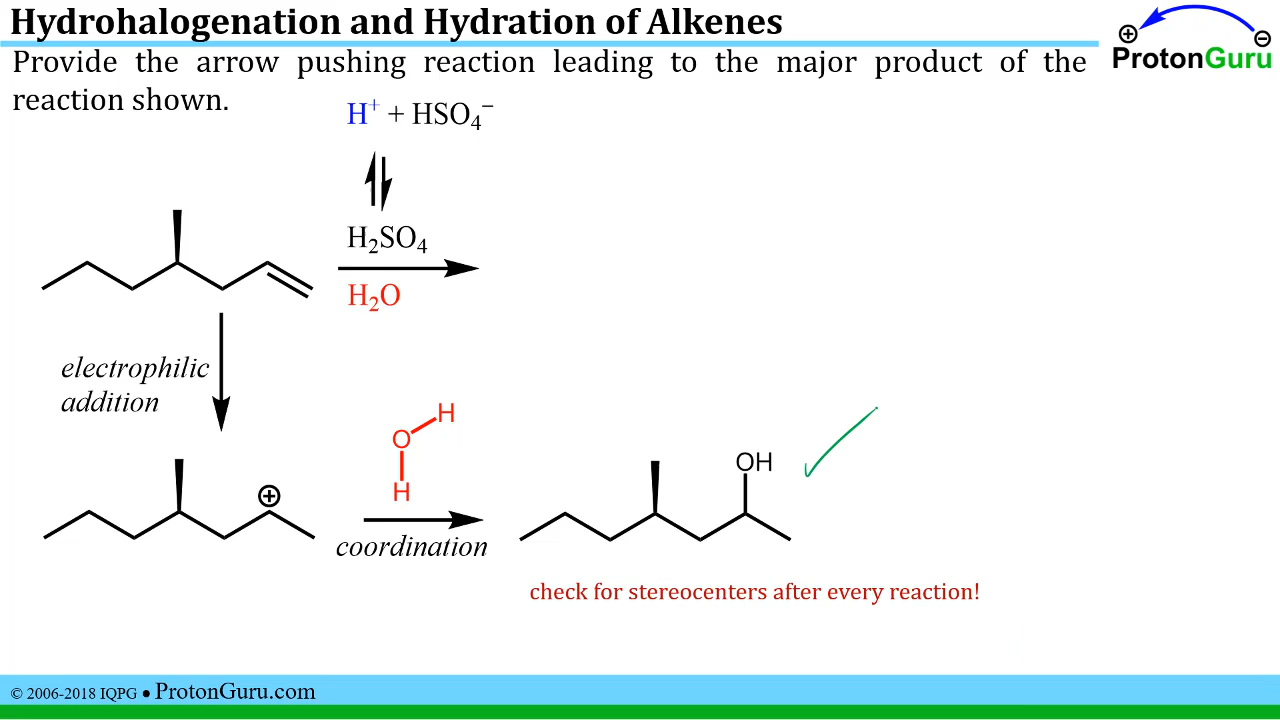 Hydrohalogenation and Hydration of Alkenes
⊕ ⊖
ProtonGuru
Provide the arrow pushing reaction leading to the major product of the
reaction shown.
H⁺ + HSO₄⁻
H₂SO₄
H₂O
electrophilic
addition
H
O
H
⊕
coordination
OH
check for stereocenters after every reaction!
© 2006-2018 IQPG ● ProtonGuru.com